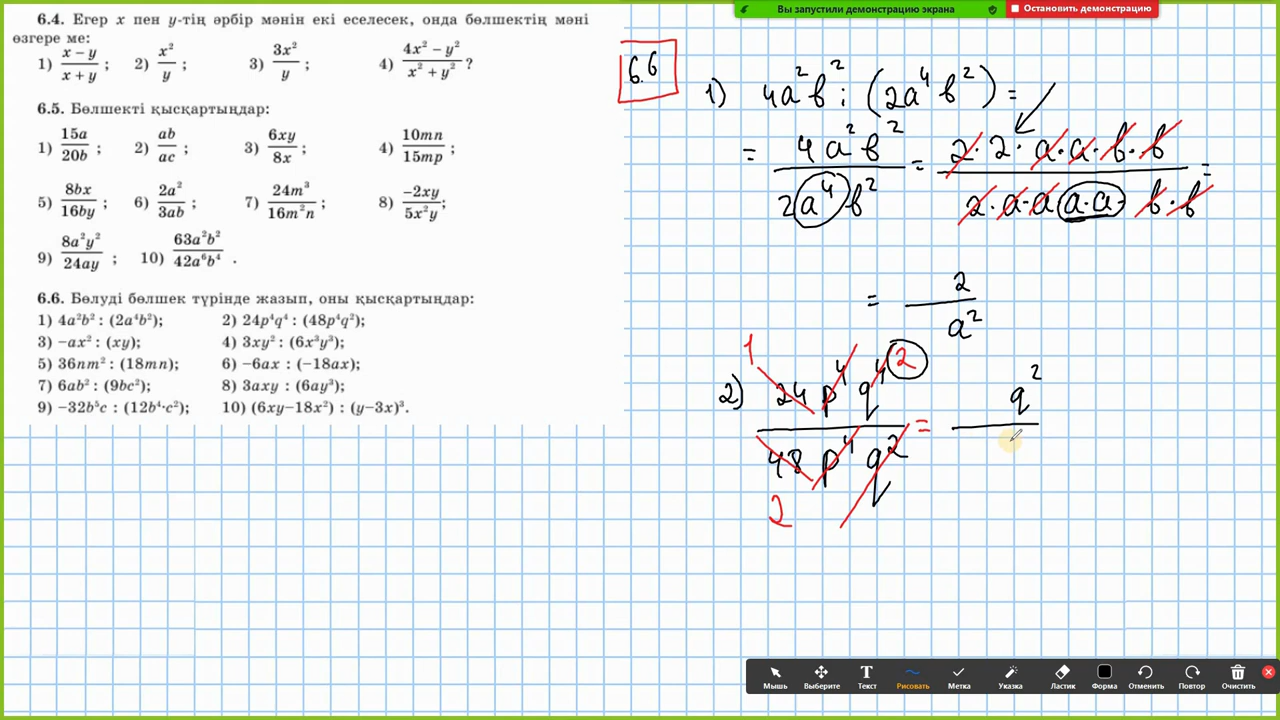 Вы запустили демонстрацию экрана
Остановить демонстрацию
6.4. Егер x пен y-тің әрбір мәнін екі еселесек, онда бөлшектің мәні
өзгере ме:
1) (x − y)/(x + y) ; 2) x²/y ; 3) 3x²/y ; 4) (4x² − y²)/(x² + y²) ?
6.5. Бөлшекті қысқартыңдар:
1) 15a/20b ; 2) ab/ac ; 3) 6xy/8x ; 4) 10mn/15mp ;
5) 8bx/16by ; 6) 2a²/3ab ; 7) 24m³/16m²n ; 8) −2xy/5x²y ;
9) 8a²y²/24ay ; 10) 63a²b²/42a⁶b⁴ .
6.6. Бөлуді бөлшек түрінде жазып, оны қысқартыңдар:
1) 4a²b² : (2a⁴b²); 2) 24p⁴q⁴ : (48p⁴q²);
3) −ax² : (xy); 4) 3xy² : (6x³y³);
5) 36nm² : (18mn); 6) −6ax : (−18ax);
7) 6ab² : (9bc²); 8) 3axy : (6ay³);
9) −32b⁵c : (12b⁴·c²); 10) (6xy−18x²) : (y−3x)³.
6.6
1) 4a²b² : (2a⁴b²) =
= 4a²b²/2a⁴b² = 2·2·a·a·b·b/2·a·a·a·a·b·b =
= 2/a²
2) 24p⁴q⁴/48p⁴q² = q²/
1
2
2
Мышь
Выберите
Текст
Рисовать
Метка
Указка
Ластик
Форма
Отменить
Повтор
Очистить